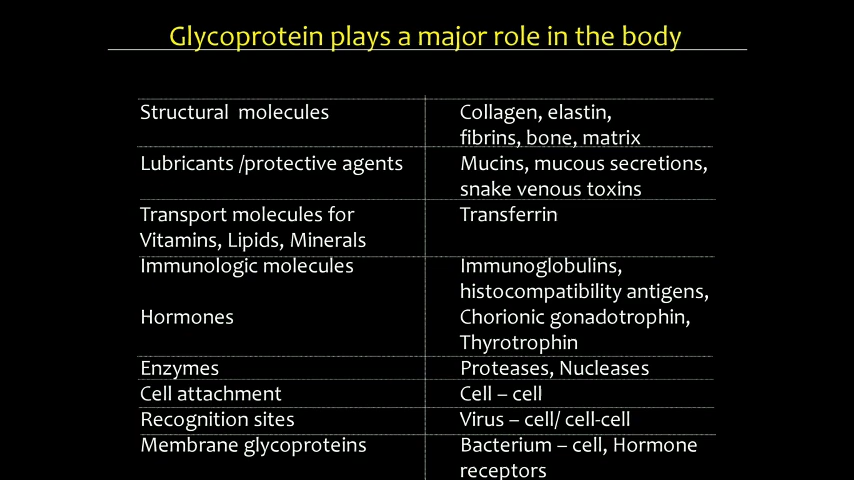 Glycoprotein plays a major role in the body
Structural molecules
Collagen, elastin,
fibrins, bone, matrix
Lubricants /protective agents
Mucins, mucous secretions,
snake venous toxins
Transport molecules for
Vitamins, Lipids, Minerals
Transferrin
Immunologic molecules
Immunoglobulins,
histocompatibility antigens,
Hormones
Chorionic gonadotrophin,
Thyrotrophin
Enzymes
Proteases, Nucleases
Cell attachment
Cell – cell
Recognition sites
Virus – cell/ cell-cell
Membrane glycoproteins
Bacterium – cell, Hormone
receptors